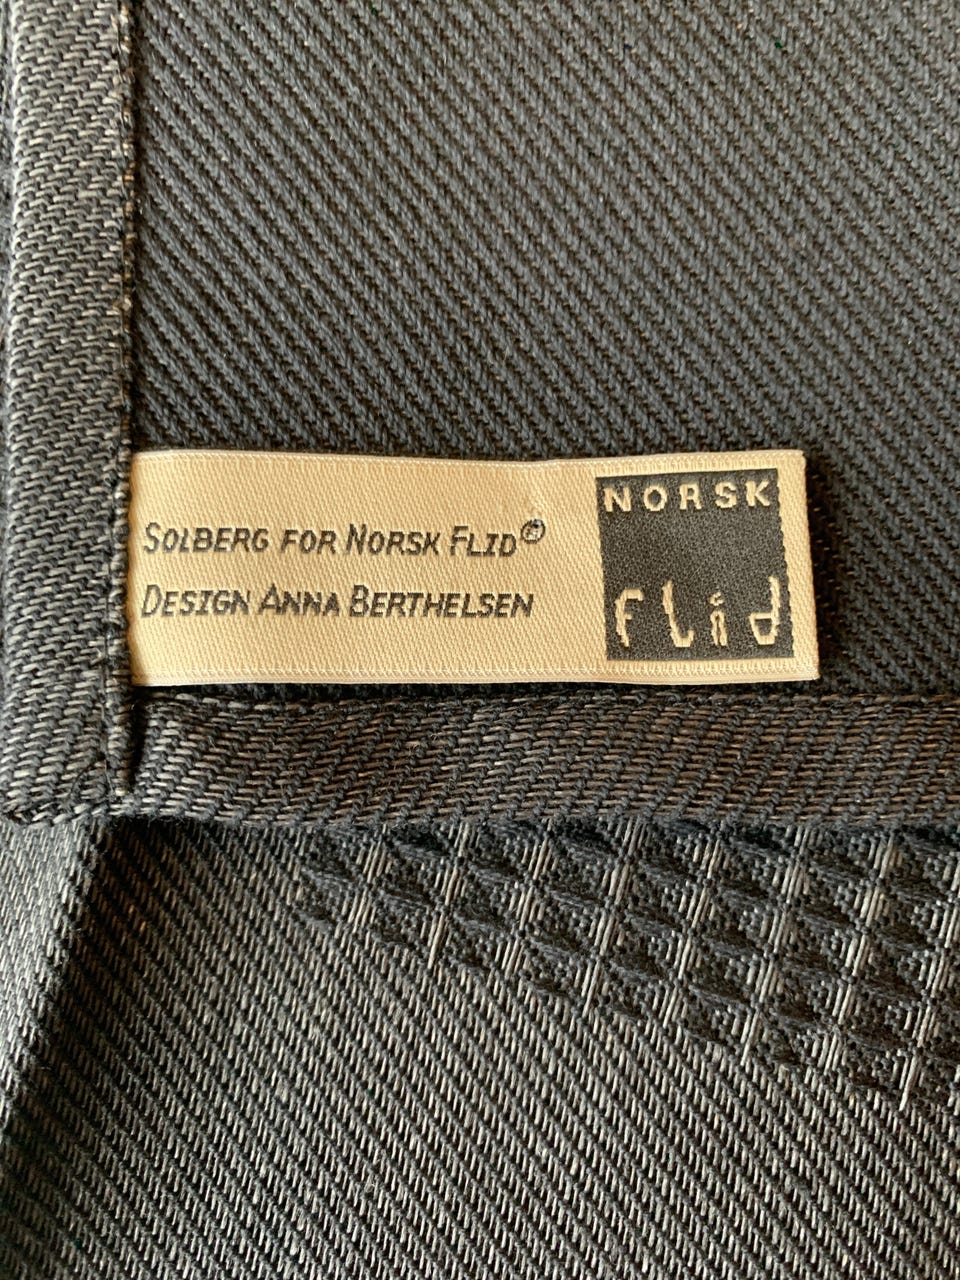 SOLBERG FOR NORSK FLID®
DESIGN ANNA BERTHELSEN
NORSK
flid